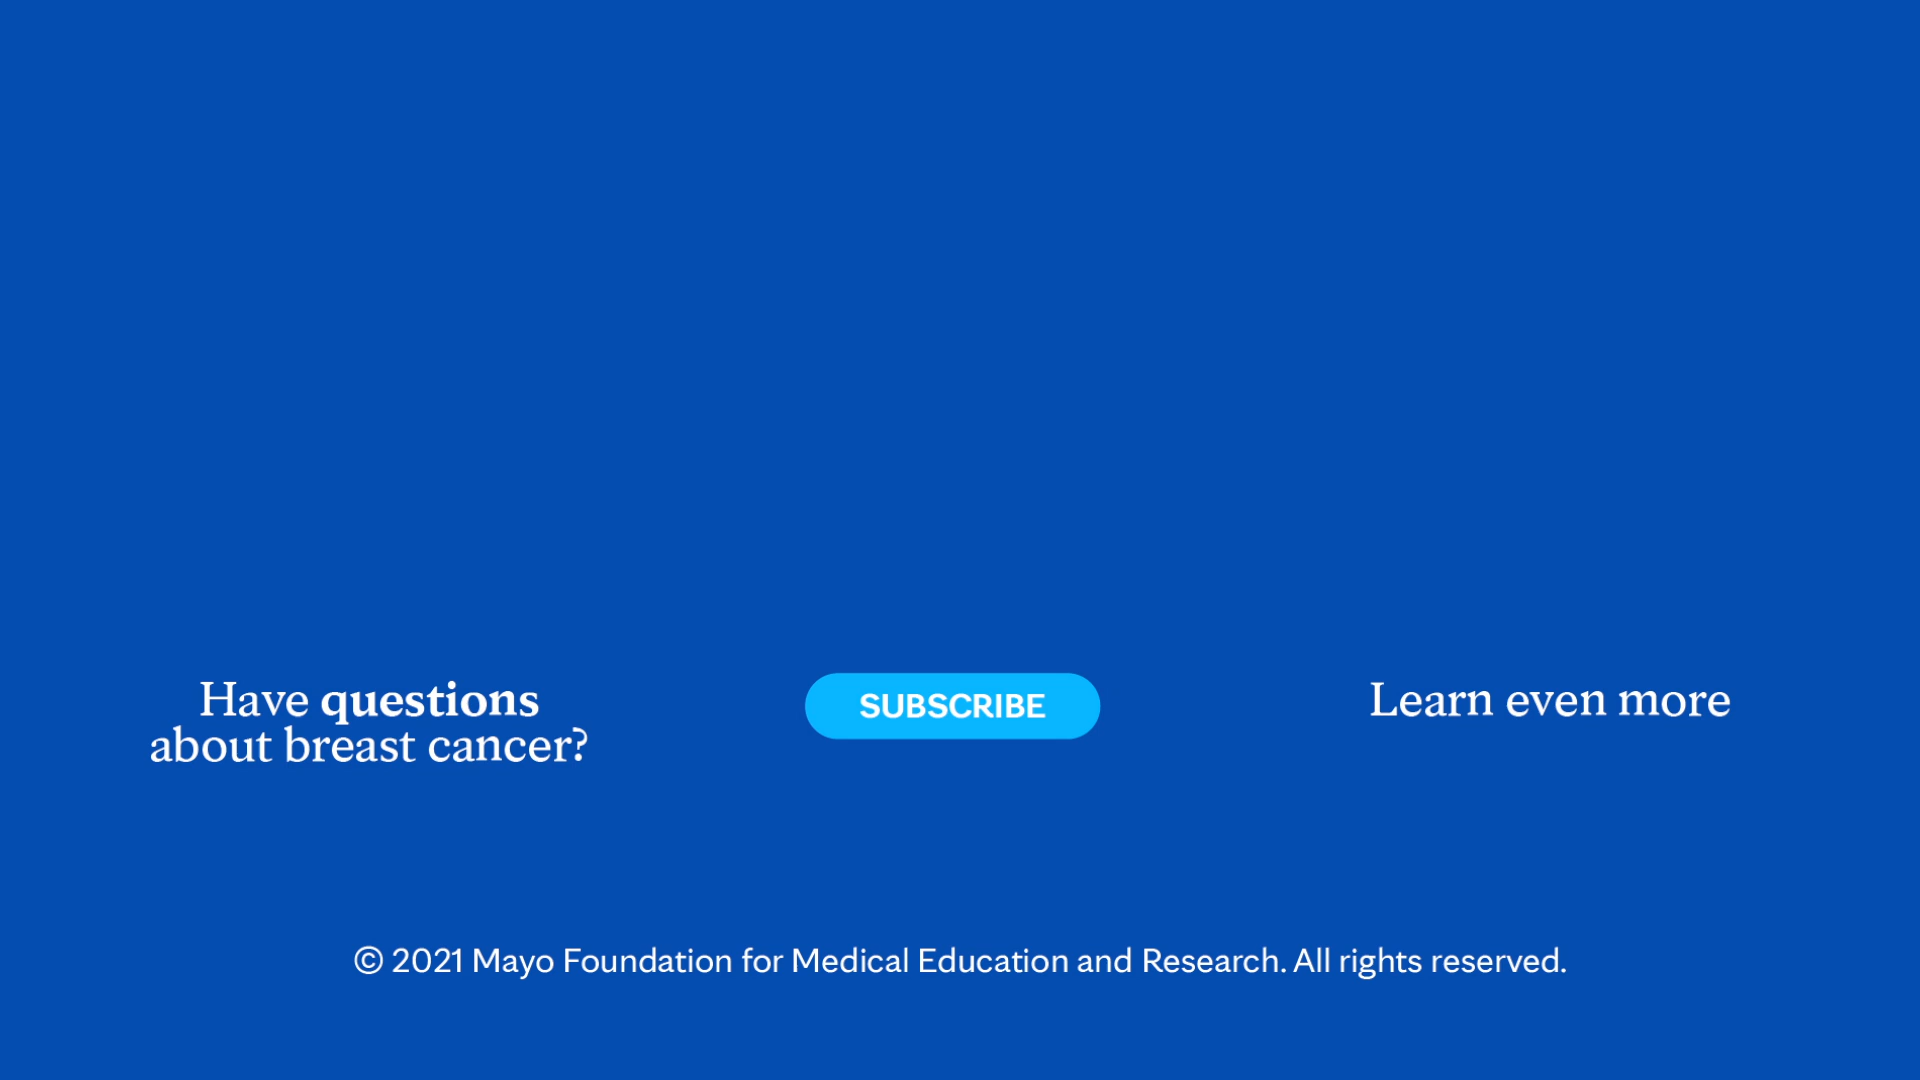 Have questions
about breast cancer?
SUBSCRIBE
Learn even more
© 2021 Mayo Foundation for Medical Education and Research. All rights reserved.